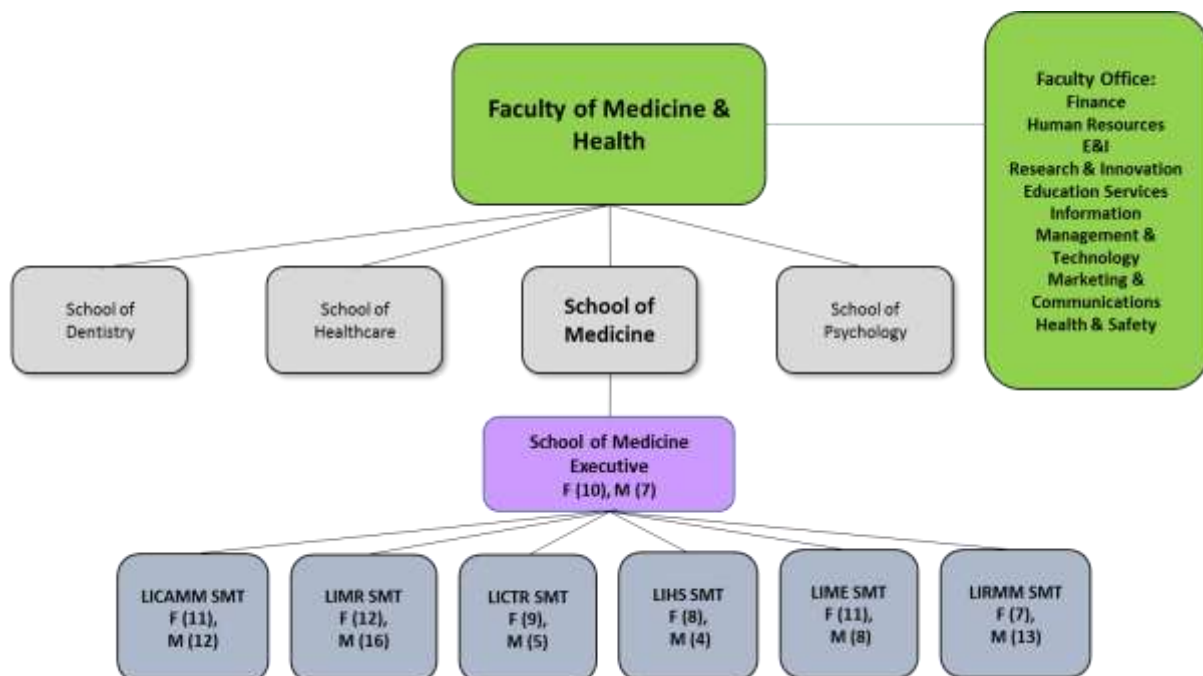 Faculty of Medicine &
Health
Faculty Office:
Finance
Human Resources
E&I
Research & Innovation
Education Services
Information
Management &
Technology
Marketing &
Communications
Health & Safety
School of
Dentistry
School of
Healthcare
School of
Medicine
School of
Psychology
School of Medicine
Executive
F (10), M (7)
LICAMM SMT
F (11),
M (12)
LIMR SMT
F (12),
M (16)
LICTR SMT
F (9),
M (5)
LIHS SMT
F (8),
M (4)
LIME SMT
F (11),
M (8)
LIRMM SMT
F (7),
M (13)